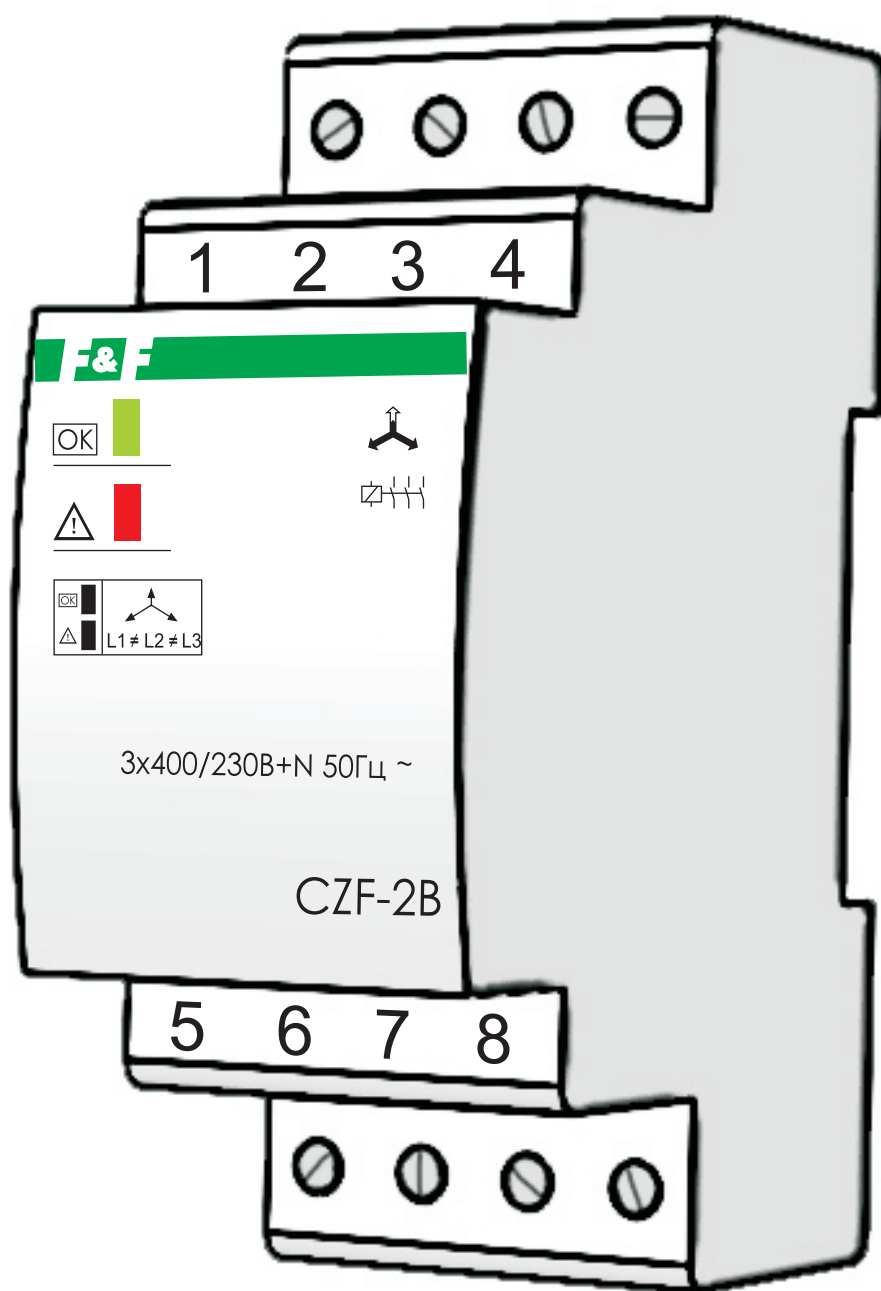 1 2 3 4
F&F
OK
!
OK
!
L1 ≠ L2 ≠ L3
3x400/230В+N 50Гц ~
CZF-2B
5 6 7 8